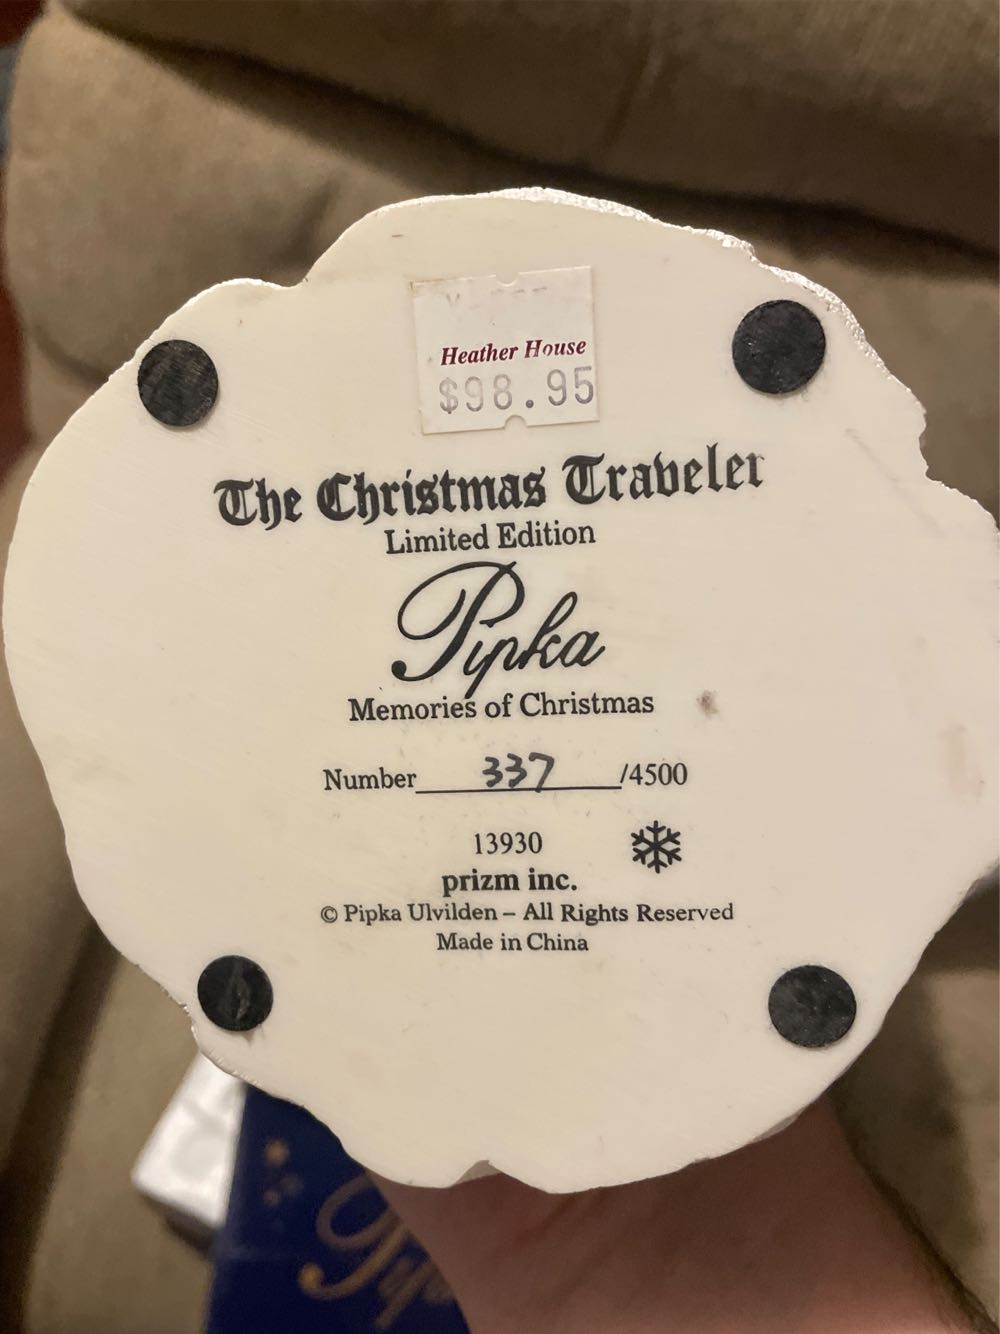 Heather House
$98.95
The Christmas Traveler
Limited Edition
Pipka
Memories of Christmas
Number 337 /4500
13930
prizm inc.
© Pipka Ulvilden – All Rights Reserved
Made in China